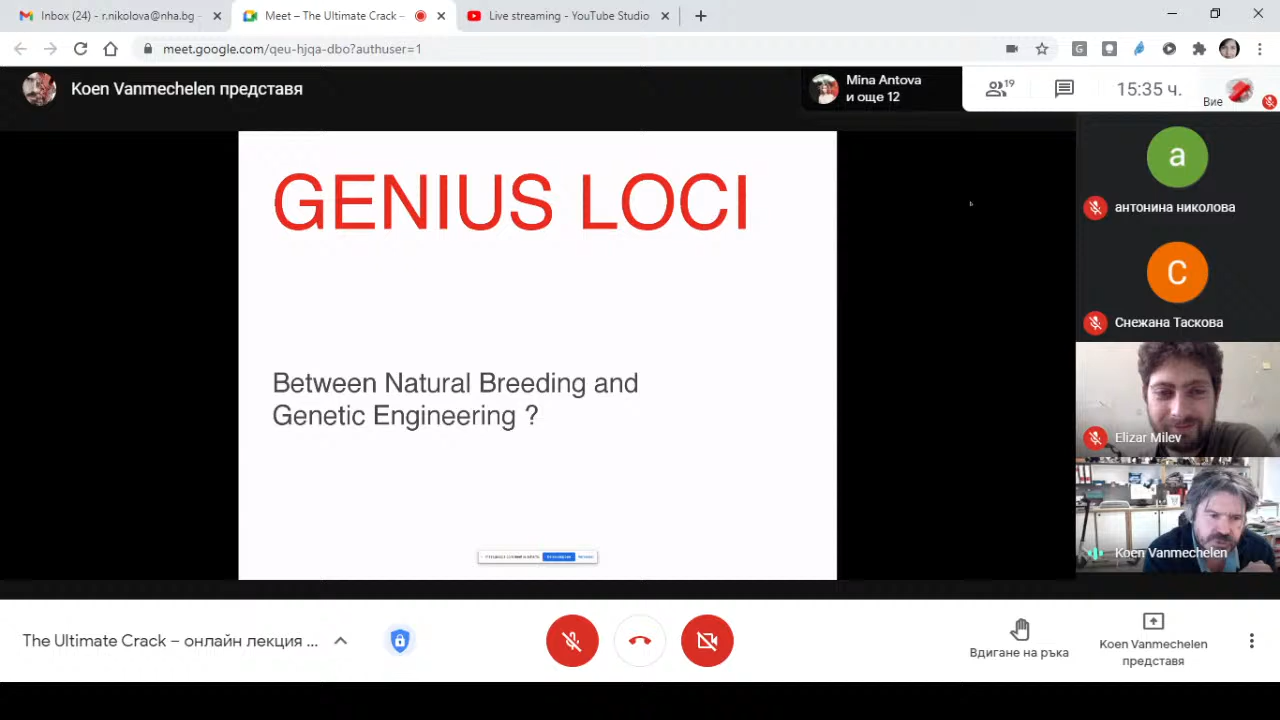 Inbox (24) - r.nikolova@nha.bg -
Meet – The Ultimate Crack –
Live streaming - YouTube Studio
meet.google.com/qeu-hjqa-dbo?authuser=1
Koen Vanmechelen представя
Mina Antova
и още 12
19
15:35 ч.
Вие
GENIUS LOCI
Between Natural Breeding and
Genetic Engineering ?
a
антонина николова
C
Снежана Таскова
Elizar Milev
Koen Vanmechelen
The Ultimate Crack – онлайн лекция ...
Вдигане на ръка
Koen Vanmechelen
представя